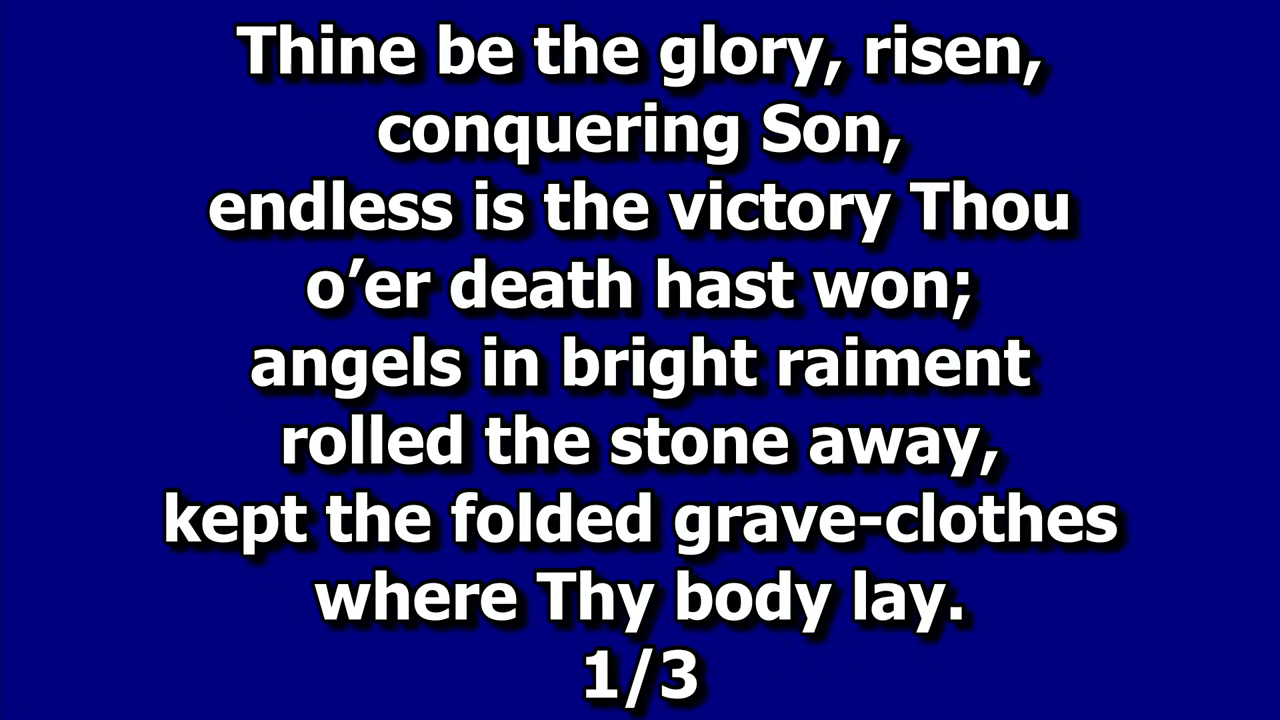 Thine be the glory, risen,
conquering Son,
endless is the victory Thou
o’er death hast won;
angels in bright raiment
rolled the stone away,
kept the folded grave-clothes
where Thy body lay.
1/3